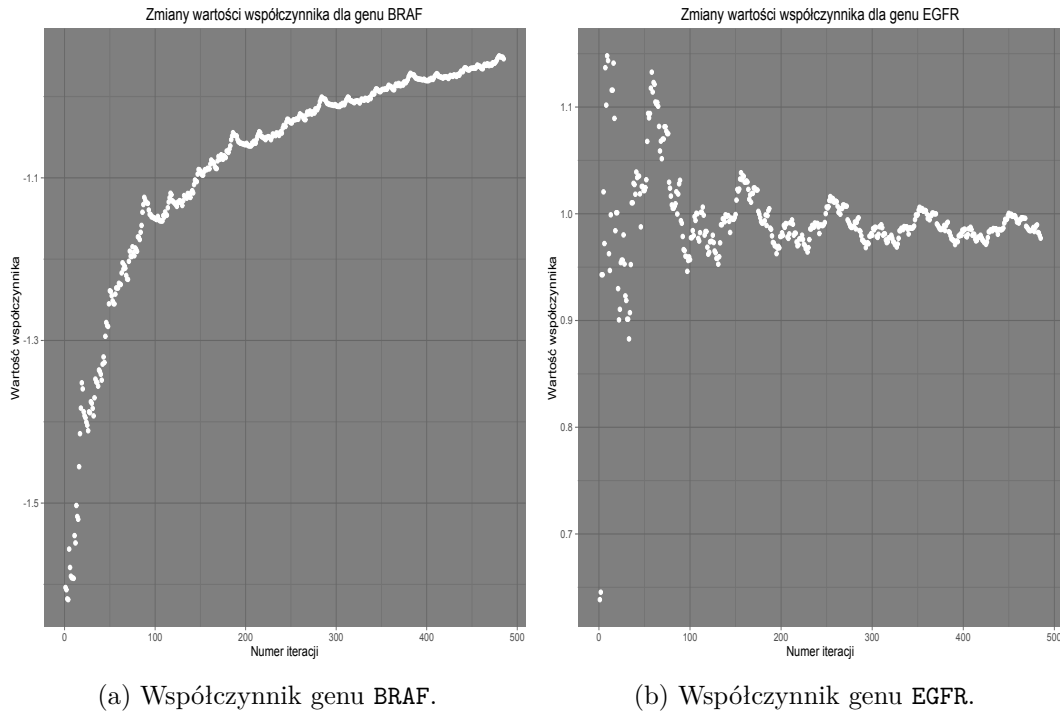 Zmiany wartości współczynnika dla genu BRAF
Wartość współczynnika
-1.1
-1.3
-1.5
0
100
200
300
400
500
Numer iteracji
(a) Współczynnik genu BRAF.
Zmiany wartości współczynnika dla genu EGFR
Wartość współczynnika
1.1
1.0
0.9
0.8
0.7
0
100
200
300
400
500
Numer iteracji
(b) Współczynnik genu EGFR.